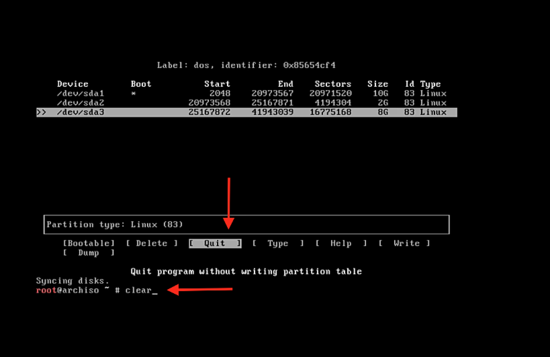 Label: dos, identifier: 0x85654cf4
Device Boot Start End Sectors Size Id Type
/dev/sda1 * 2048 20973567 20971520 10G 83 Linux
/dev/sda2 20973568 25167871 4194304 2G 83 Linux
>> /dev/sda3 25167872 41943039 16775168 8G 83 Linux
Partition type: Linux (83)
[Bootable] [ Delete ] [ Quit ] [ Type ] [ Help ] [ Write ]
[ Dump ]
Quit program without writing partition table
Syncing disks.
root@archiso ~ # clear_